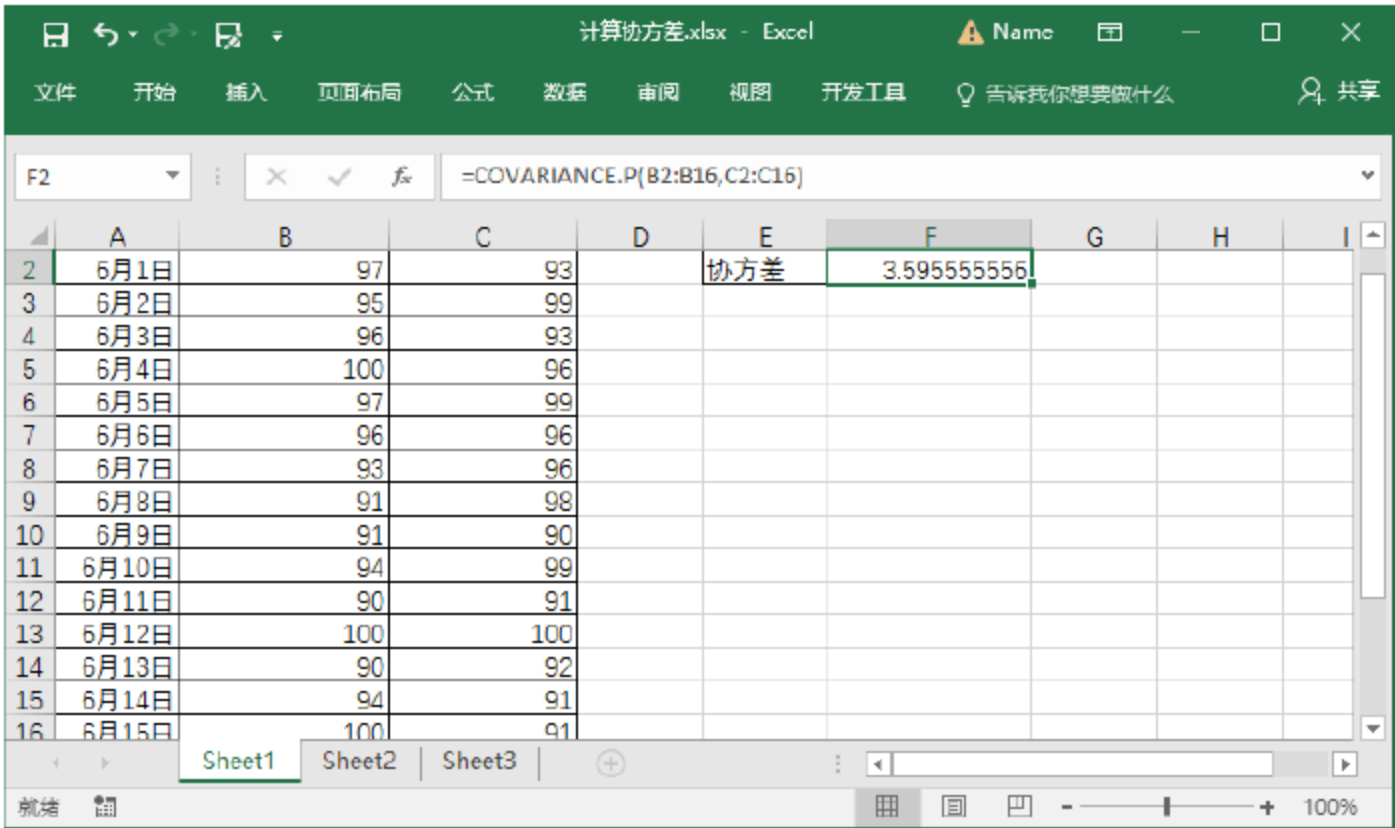 计算协方差.xlsx - Excel Name
文件 开始 插入 页面布局 公式 数据 审阅 视图 开发工具 告诉我你想要做什么 共享
F2 fx =COVARIANCE.P(B2:B16,C2:C16)
A B C D E F G H I
2 6月1日 97 93 协方差 3.595555556
3 6月2日 95 99
4 6月3日 96 93
5 6月4日 100 96
6 6月5日 97 99
7 6月6日 96 96
8 6月7日 93 96
9 6月8日 91 98
10 6月9日 91 90
11 6月10日 94 99
12 6月11日 90 91
13 6月12日 100 100
14 6月13日 90 92
15 6月14日 94 91
16 6月15日 100 91
Sheet1 Sheet2 Sheet3
就绪 100%